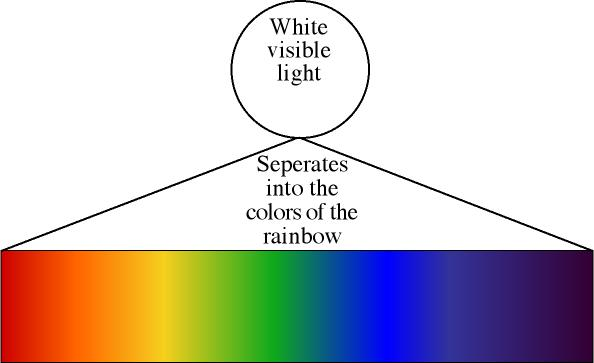 White
visible
light
Seperates
into the
colors of the
rainbow